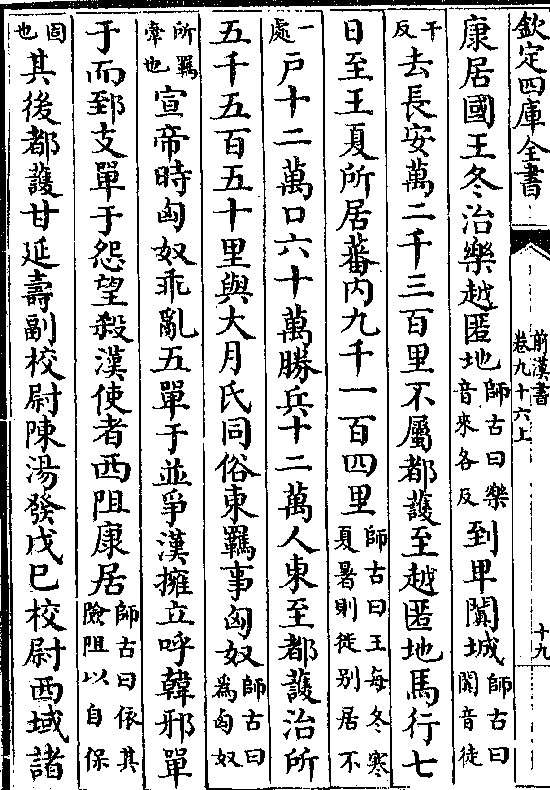 欽定四庫全書
前漢書
卷九十六上
十九
康居國王冬治樂越匿地師古曰樂音來各反到卑闐城師古曰闐音徒
千反去長安萬二千三百里不屬都護至越匿地馬行七
日至王夏所居蕃内九千一百四里師古曰王每冬寒夏暑則徙别居不
一處户十二萬口六十萬勝兵十二萬人東至都護治所
五千五百五十里與大月氏同俗東羈事匈奴師古曰為匈奴
所羈牽也宣帝時匈奴乖亂五單于並爭漢擁立呼韓邪單
于而郅支單于怨望殺漢使者西阻康居師古曰依其險阻以自保
固也其後都護甘延壽副校尉陳湯發戊巳校尉西域諸